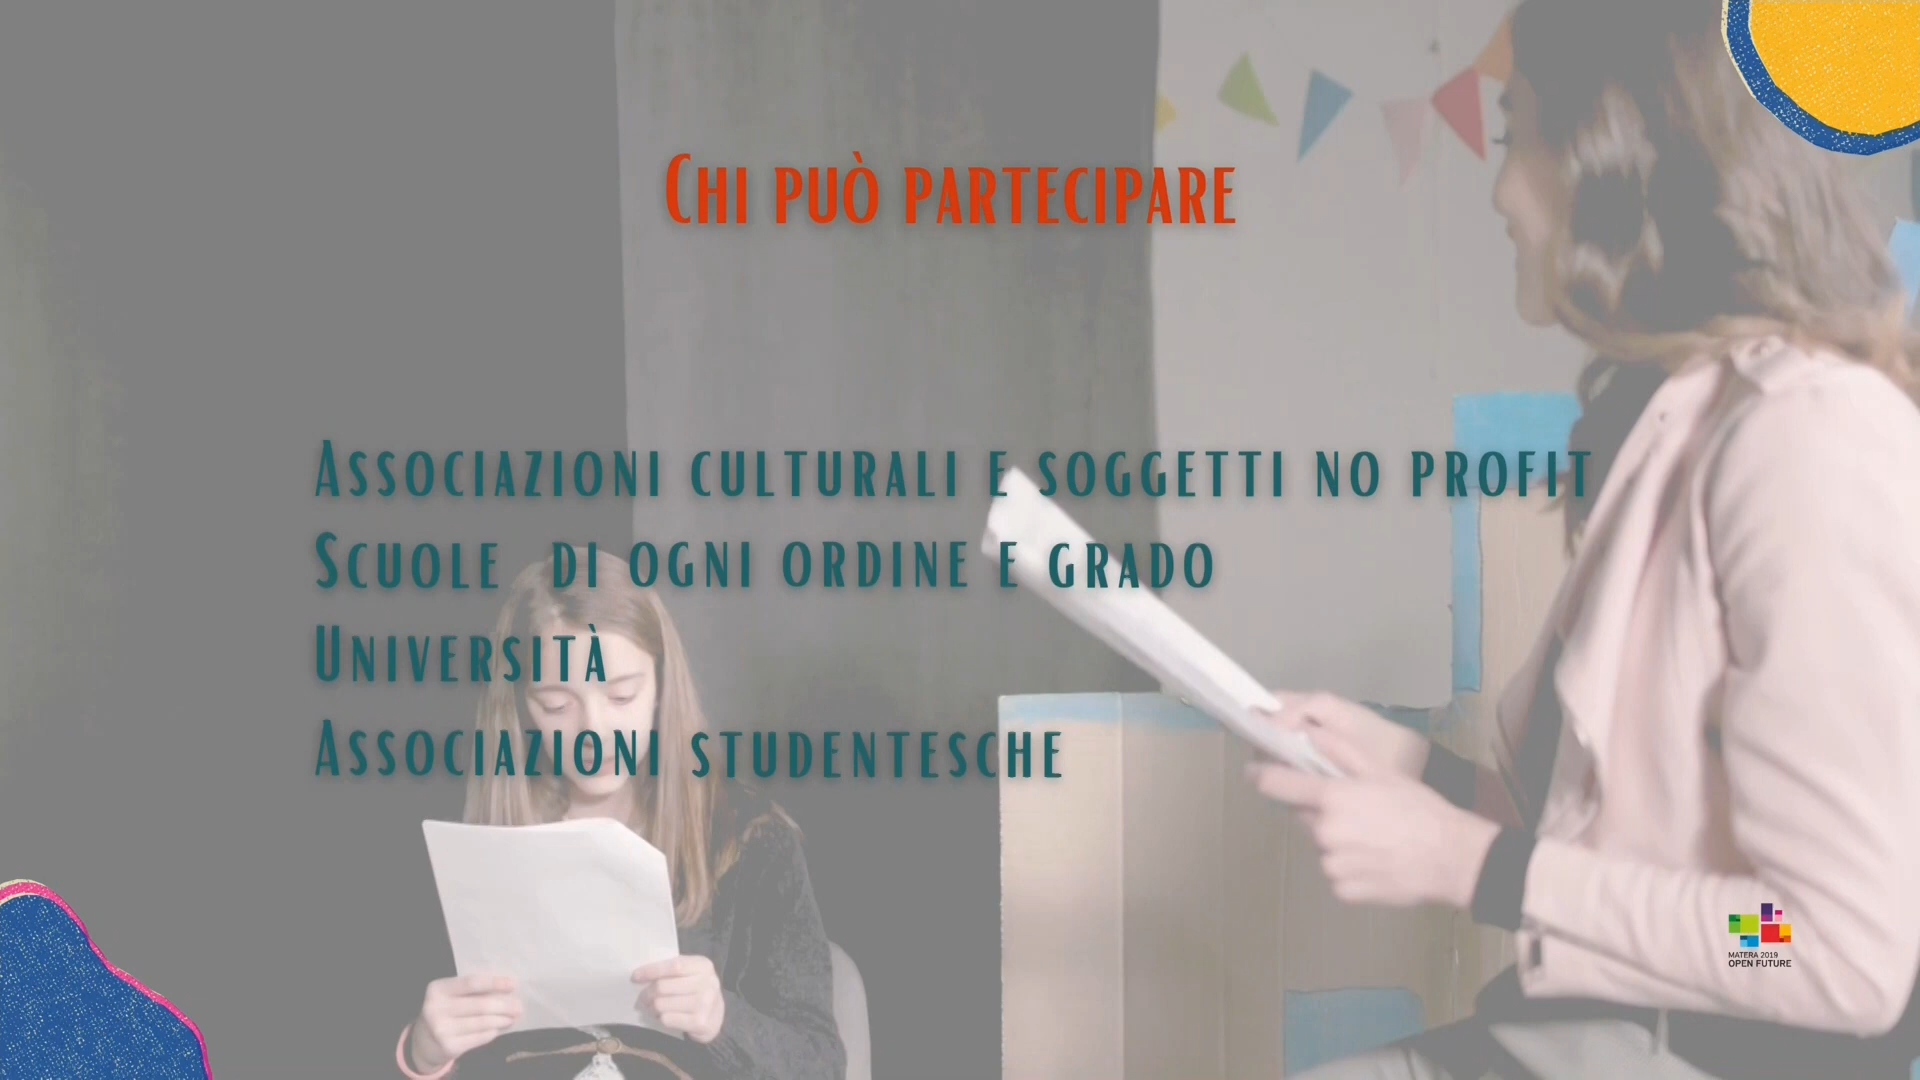 Chi può partecipare
Associazioni culturali e soggetti no profit
Scuole di ogni ordine e grado
Università
Associazioni studentesche
MATERA 2019
OPEN FUTURE